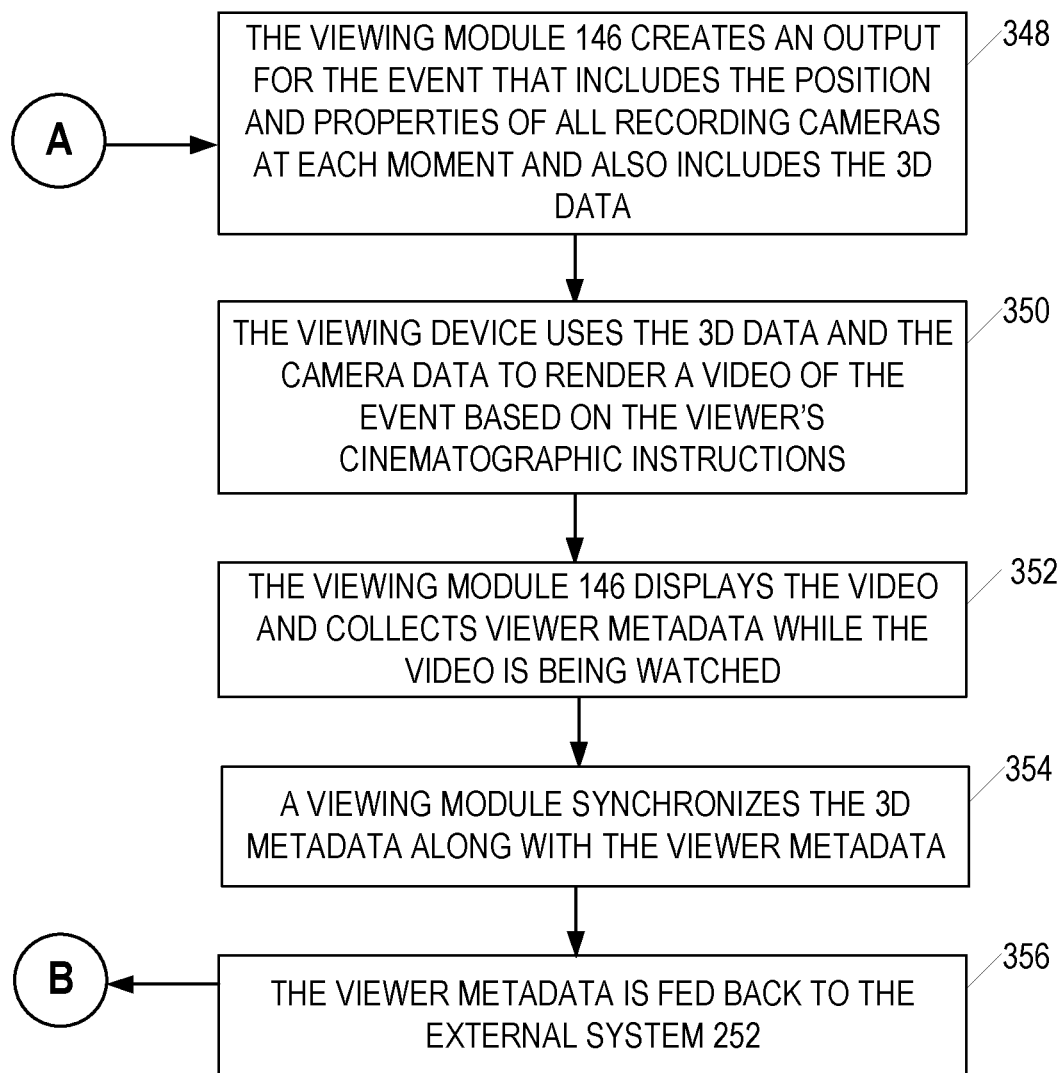 THE VIEWING MODULE 146 CREATES AN OUTPUT
FOR THE EVENT THAT INCLUDES THE POSITION
AND PROPERTIES OF ALL RECORDING CAMERAS
AT EACH MOMENT AND ALSO INCLUDES THE 3D
DATA
348
A
THE VIEWING DEVICE USES THE 3D DATA AND THE
CAMERA DATA TO RENDER A VIDEO OF THE
EVENT BASED ON THE VIEWER’S
CINEMATOGRAPHIC INSTRUCTIONS
350
THE VIEWING MODULE 146 DISPLAYS THE VIDEO
AND COLLECTS VIEWER METADATA WHILE THE
VIDEO IS BEING WATCHED
352
A VIEWING MODULE SYNCHRONIZES THE 3D
METADATA ALONG WITH THE VIEWER METADATA
354
B
THE VIEWER METADATA IS FED BACK TO THE
EXTERNAL SYSTEM 252
356